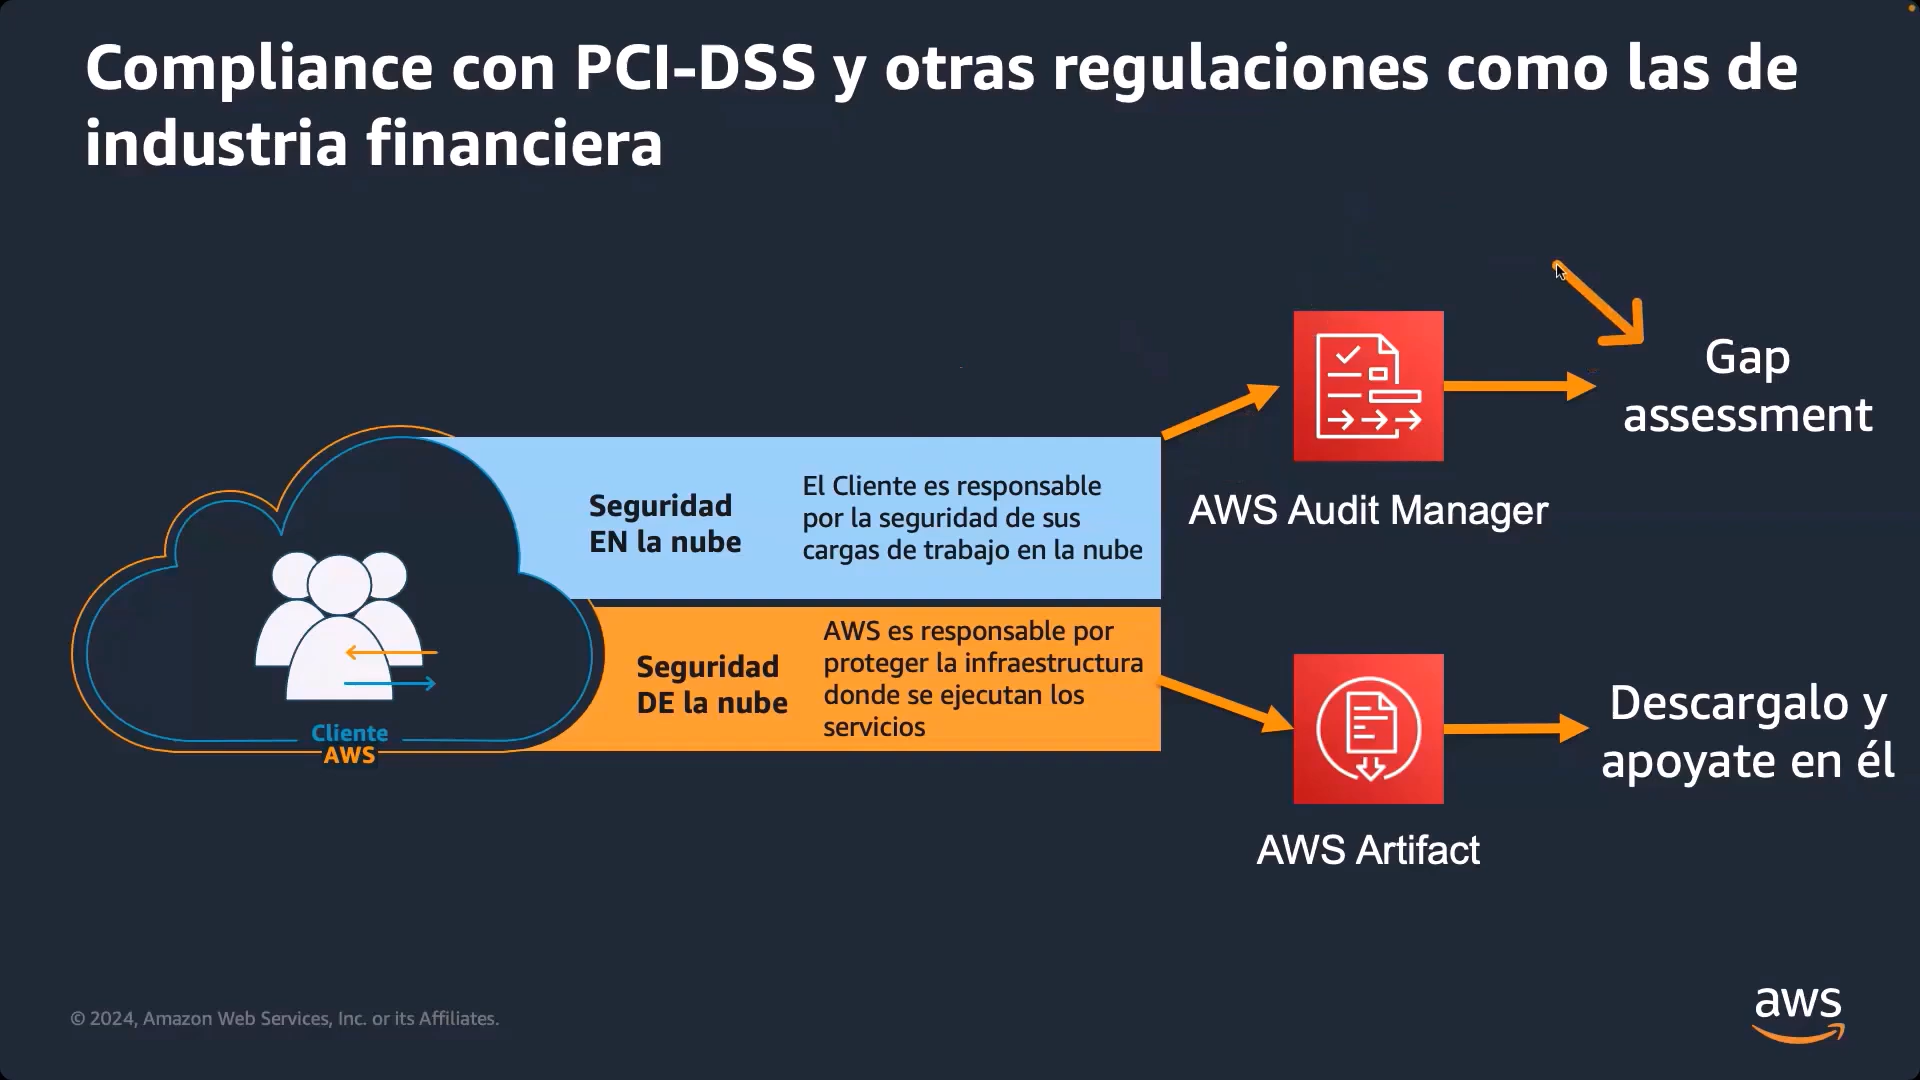 Compliance con PCI-DSS y otras regulaciones como las de
industria financiera
Seguridad
EN la nube
El Cliente es responsable
por la seguridad de sus
cargas de trabajo en la nube
Seguridad
DE la nube
AWS es responsable por
proteger la infraestructura
donde se ejecutan los
servicios
Cliente
AWS
AWS Audit Manager
Gap
assessment
AWS Artifact
Descargalo y
apoyate en él
© 2024, Amazon Web Services, Inc. or its Affiliates.
aws